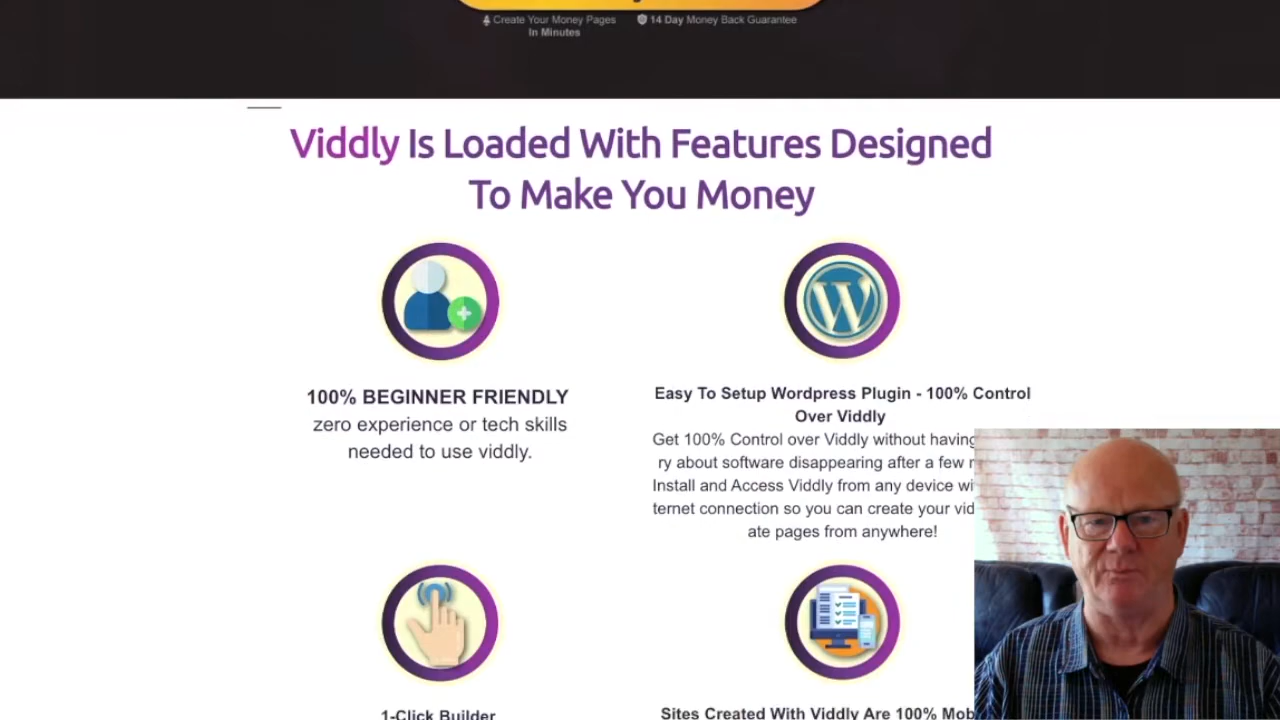 Create Your Money Pages
In Minutes
14 Day Money Back Guarantee
Viddly Is Loaded With Features Designed
To Make You Money
100% BEGINNER FRIENDLY
zero experience or tech skills
needed to use viddly.
Easy To Setup Wordpress Plugin - 100% Control
Over Viddly
Get 100% Control over Viddly without having
ry about software disappearing after a few
Install and Access Viddly from any device
ternet connection so you can create your
ate pages from anywhere!
1-Click Builder
Sites Created With Viddly Are 100%